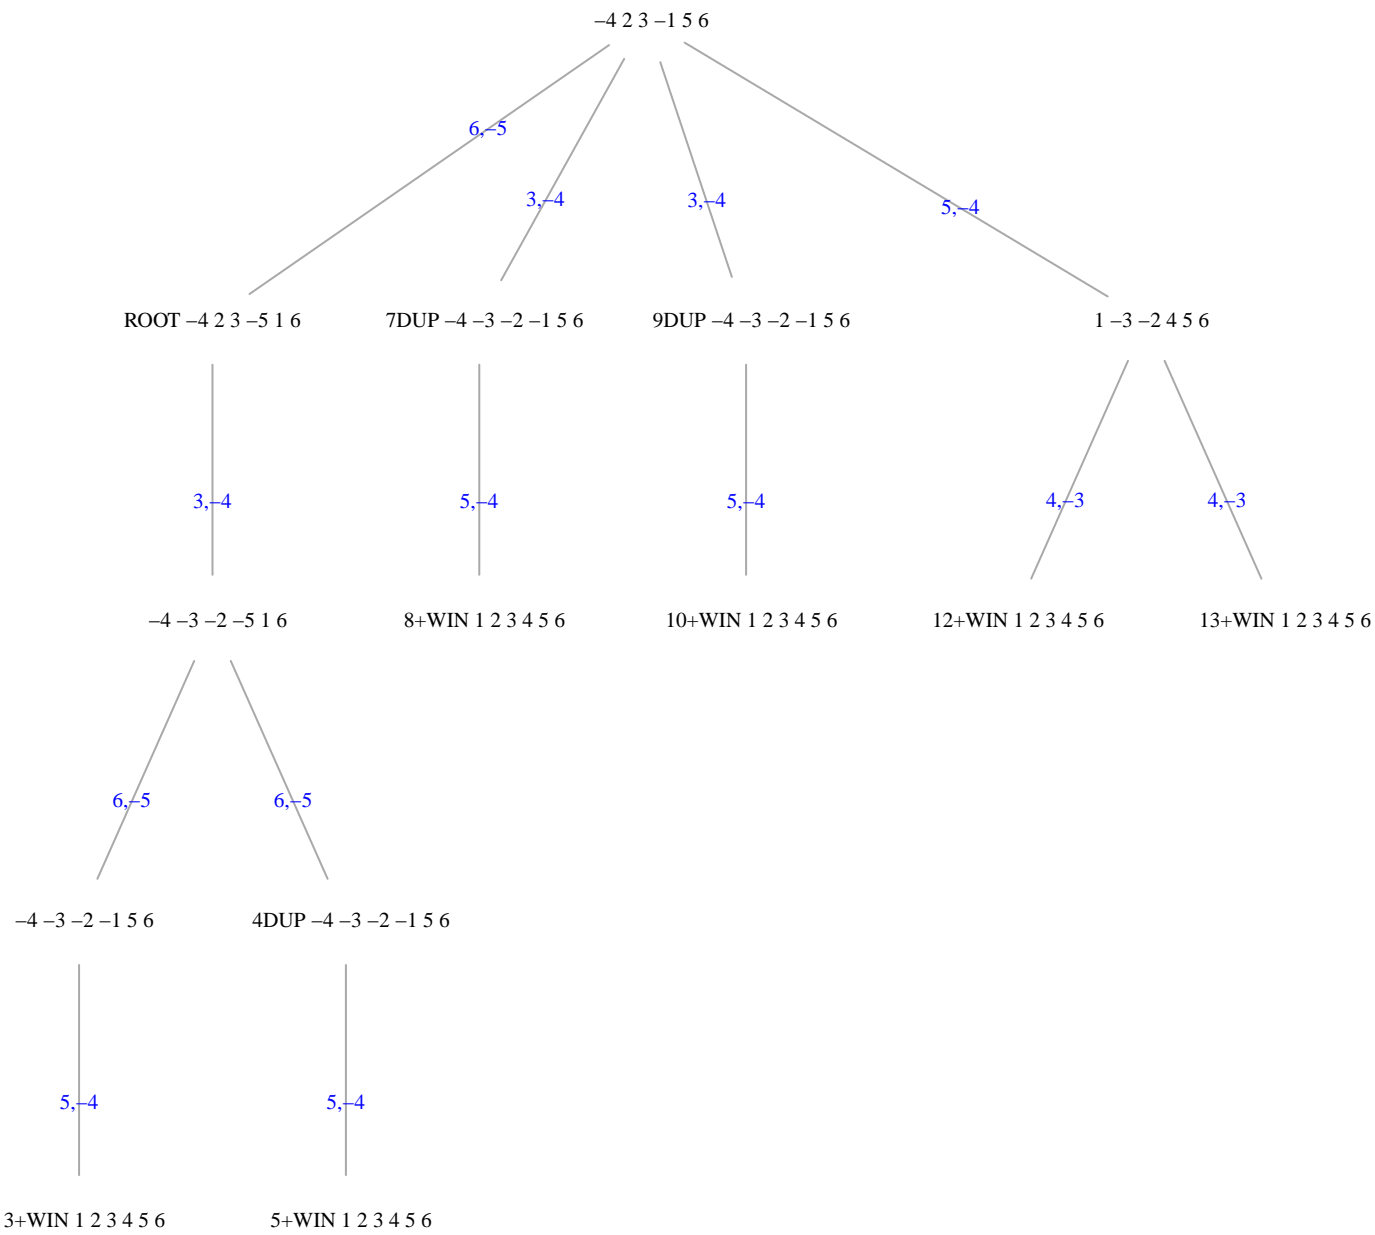 –4 2 3 –1 5 6
6,–5
3,–4
3,–4
5,–4
ROOT –4 2 3 –5 1 6
7DUP –4 –3 –2 –1 5 6
9DUP –4 –3 –2 –1 5 6
1 –3 –2 4 5 6
3,–4
5,–4
5,–4
4,–3
4,–3
–4 –3 –2 –5 1 6
8+WIN 1 2 3 4 5 6
10+WIN 1 2 3 4 5 6
12+WIN 1 2 3 4 5 6
13+WIN 1 2 3 4 5 6
6,–5
6,–5
–4 –3 –2 –1 5 6
4DUP –4 –3 –2 –1 5 6
5,–4
5,–4
3+WIN 1 2 3 4 5 6
5+WIN 1 2 3 4 5 6